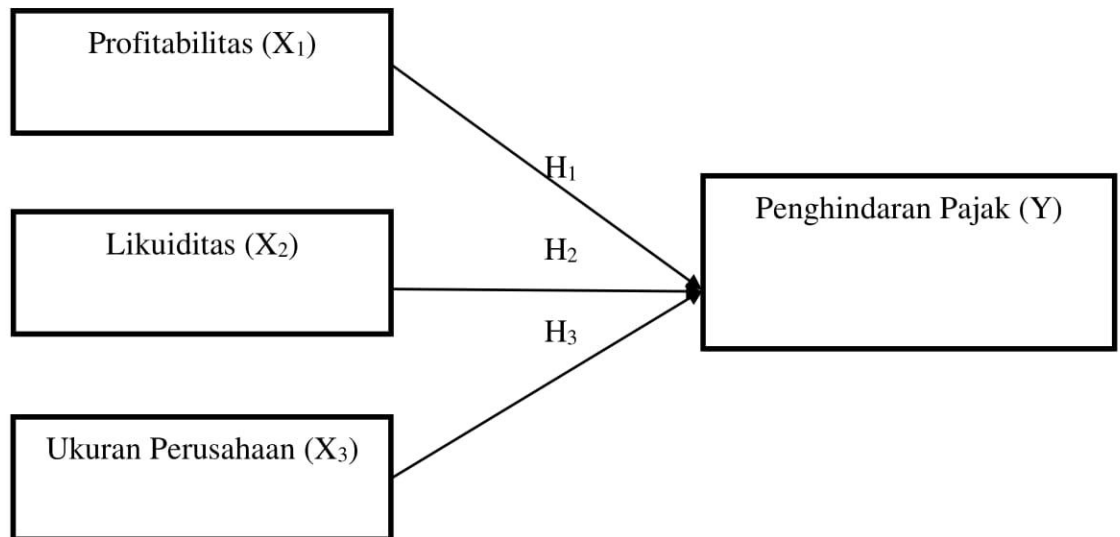 Profitabilitas (X₁)
H₁
Penghindaran Pajak (Y)
Likuiditas (X₂)
H₂
H₃
Ukuran Perusahaan (X₃)